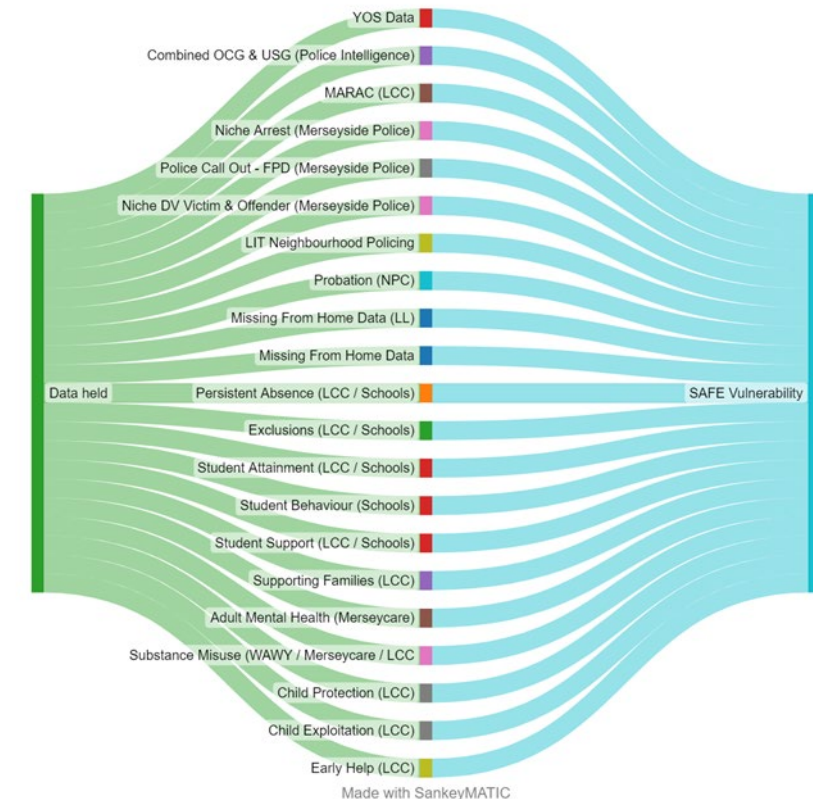 YOS Data
Combined OCG & USG (Police Intelligence)
MARAC (LCC)
Niche Arrest (Merseyside Police)
Police Call Out - FPD (Merseyside Police)
Niche DV Victim & Offender (Merseyside Police)
LIT Neighbourhood Policing
Probation (NPC)
Missing From Home Data (LL)
Missing From Home Data
Data held
Persistent Absence (LCC / Schools)
SAFE Vulnerability
Exclusions (LCC / Schools)
Student Attainment (LCC / Schools)
Student Behaviour (Schools)
Student Support (LCC / Schools)
Supporting Families (LCC)
Adult Mental Health (Merseycare)
Substance Misuse (WAWY / Merseycare / LCC
Child Protection (LCC)
Child Exploitation (LCC)
Early Help (LCC)
Made with SankeyMATIC